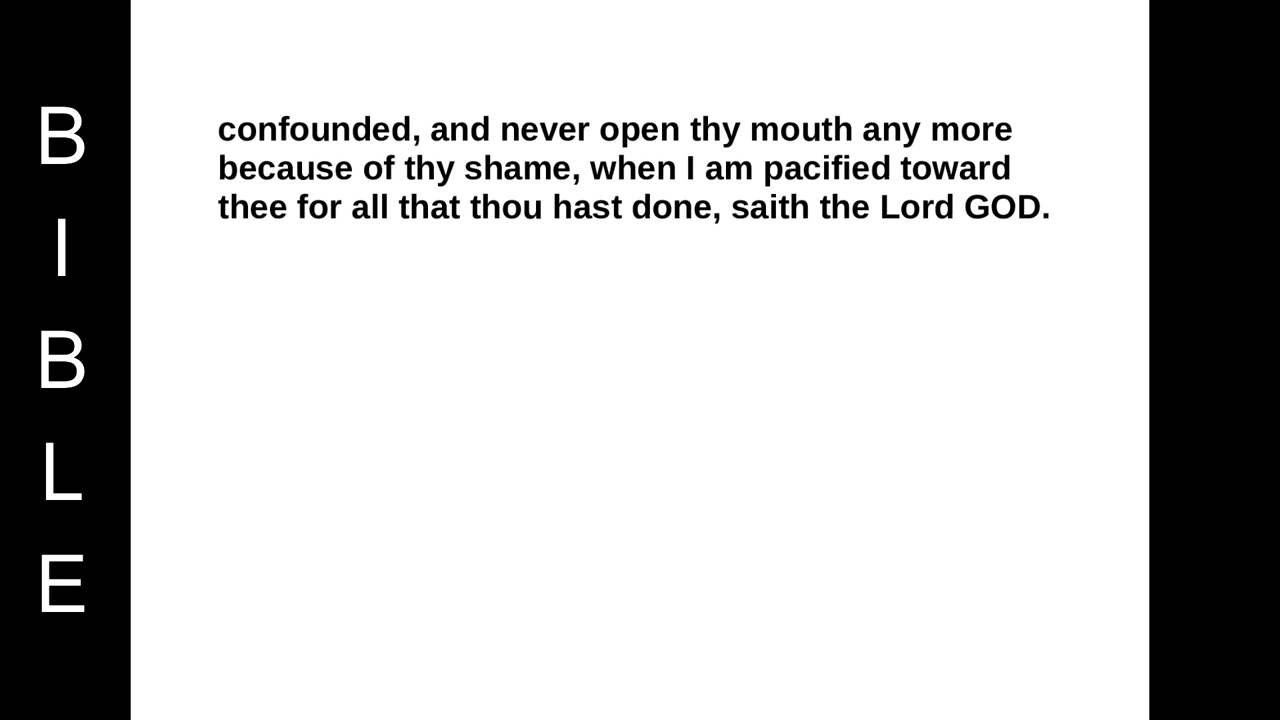 BIBLE
confounded, and never open thy mouth any more
because of thy shame, when I am pacified toward
thee for all that thou hast done, saith the Lord GOD.